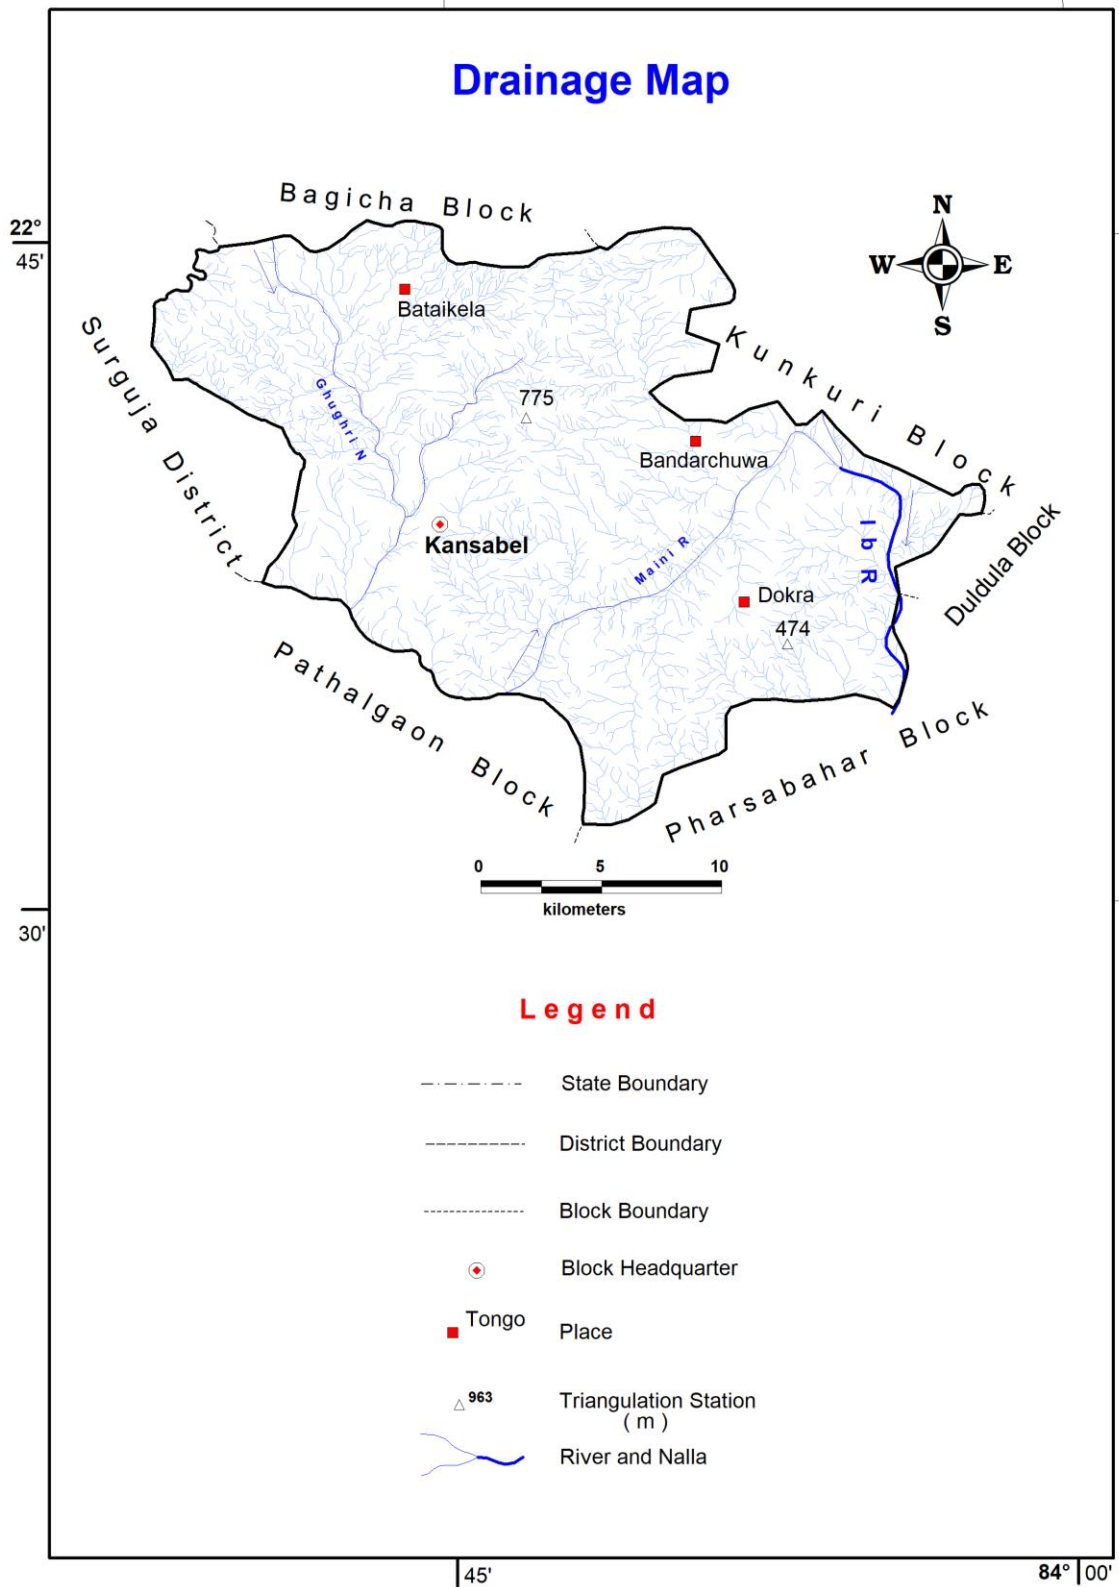 Drainage Map
Bagicha Block
22°
45'
N
W
E
S
Bataikela
Kunkuri Block
Surguja District
Ghughri N
775
Bandarchuwa
Kansabel
Maini R
Ib R
Duldula Block
Dokra
474
Pathalgaon Block
Pharsabahar Block
0 5 10
kilometers
30'
Legend
State Boundary
District Boundary
Block Boundary
Block Headquarter
Tongo
Place
963
Triangulation Station
( m )
River and Nalla
45'
84° 00'